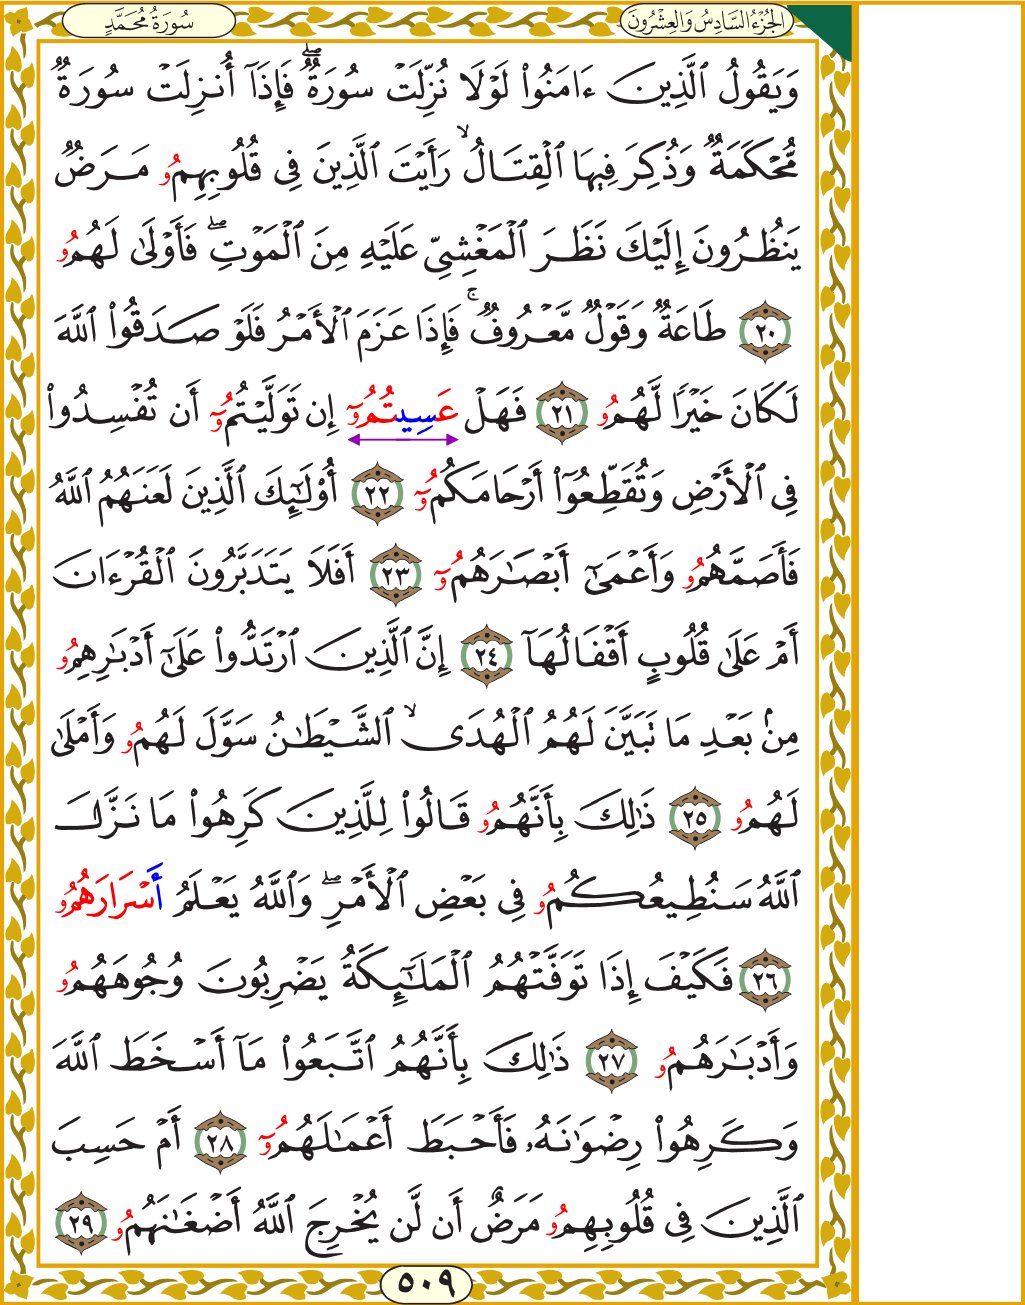 الجُزْءُ السَّادِسُ وَالعِشْرُونَ
سُورَةُ مُحَمَّدٍ
وَيَقُولُ ٱلَّذِينَ ءَامَنُوا۟ لَوْلَا نُزِّلَتْ سُورَةٌۖ فَإِذَآ أُنزِلَتْ سُورَةٌ
مُّحْكَمَةٌ وَذُكِرَ فِيهَا ٱلْقِتَالُ ۙ رَأَيْتَ ٱلَّذِينَ فِى قُلُوبِهِمُۥ مَرَضٌ
يَنظُرُونَ إِلَيْكَ نَظَرَ ٱلْمَغْشِىِّ عَلَيْهِ مِنَ ٱلْمَوْتِۖ فَأَوْلَىٰ لَهُمُۥ
٢٠ طَاعَةٌ وَقَوْلٌ مَّعْرُوفٌۚ فَإِذَا عَزَمَ ٱلْأَمْرُ فَلَوْ صَدَقُوا۟ ٱللَّهَ
لَكَانَ خَيْرًا لَّهُمُۥ ٢١ فَهَلْ عَسِيتُمُۥٓ إِن تَوَلَّيْتُمُۥٓ أَن تُفْسِدُوا۟
فِى ٱلْأَرْضِ وَتُقَطِّعُوٓا۟ أَرْحَامَكُمُۥٓ ٢٢ أُو۟لَٰٓئِكَ ٱلَّذِينَ لَعَنَهُمُ ٱللَّهُ
فَأَصَمَّهُمُۥ وَأَعْمَىٰٓ أَبْصَٰرَهُمُۥٓ ٢٣ أَفَلَا يَتَدَبَّرُونَ ٱلْقُرْءَانَ
أَمْ عَلَىٰ قُلُوبٍ أَقْفَالُهَآ ٢٤ إِنَّ ٱلَّذِينَ ٱرْتَدُّوا۟ عَلَىٰٓ أَدْبَٰرِهِمُۥ
مِنۢ بَعْدِ مَا تَبَيَّنَ لَهُمُ ٱلْهُدَى ۙ ٱلشَّيْطَٰنُ سَوَّلَ لَهُمُۥ وَأَمْلَىٰ
لَهُمُۥ ٢٥ ذَٰلِكَ بِأَنَّهُمُۥ قَالُوا۟ لِلَّذِينَ كَرِهُوا۟ مَا نَزَّلَ
ٱللَّهُ سَنُطِيعُكُمُۥ فِى بَعْضِ ٱلْأَمْرِۖ وَٱللَّهُ يَعْلَمُ أَسْرَارَهُمُۥ
٢٦ فَكَيْفَ إِذَا تَوَفَّتْهُمُ ٱلْمَلَٰٓئِكَةُ يَضْرِبُونَ وُجُوهَهُمُۥ
وَأَدْبَٰرَهُمُۥ ٢٧ ذَٰلِكَ بِأَنَّهُمُ ٱتَّبَعُوا۟ مَآ أَسْخَطَ ٱللَّهَ
وَكَرِهُوا۟ رِضْوَٰنَهُۥ فَأَحْبَطَ أَعْمَٰلَهُمُۥٓ ٢٨ أَمْ حَسِبَ
ٱلَّذِينَ فِى قُلُوبِهِمُۥ مَرَضٌ أَن لَّن يُخْرِجَ ٱللَّهُ أَضْغَٰنَهُمُۥ ٢٩
٥٠٩